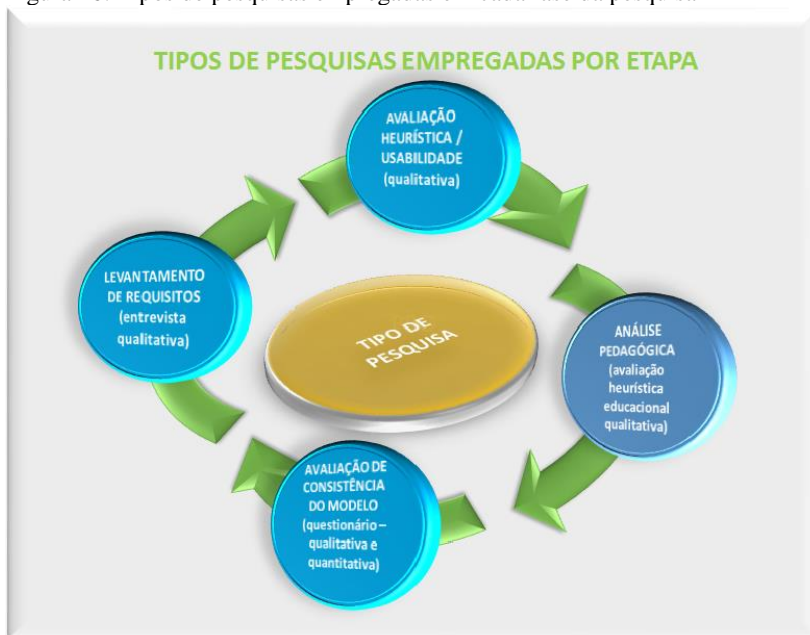 TIPOS DE PESQUISAS EMPREGADAS POR ETAPA
AVALIAÇÃO
HEURÍSTICA /
USABILIDADE
(qualitativa)
LEVANTAMENTO
DE REQUISITOS
(entrevista
qualitativa)
TIPO DE
PESQUISA
ANÁLISE
PEDAGÓGICA
(avaliação
heurística
educacional
qualitativa)
AVALIAÇÃO DE
CONSISTÊNCIA
DO MODELO
(questionário –
qualitativa e
quantitativa)